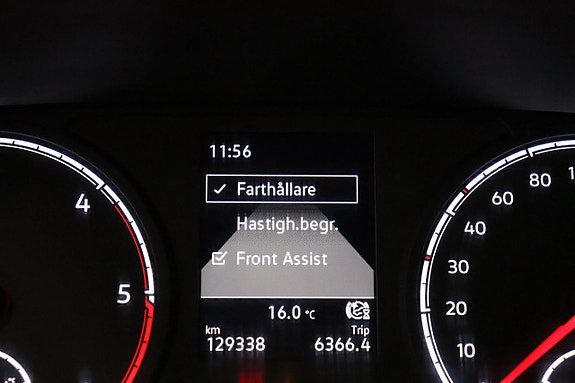 11:56
Farthållare
Hastigh.begr.
Front Assist
16.0 °C
km Trip
129338 6366.4
4
5
80
60
40
30
20
10